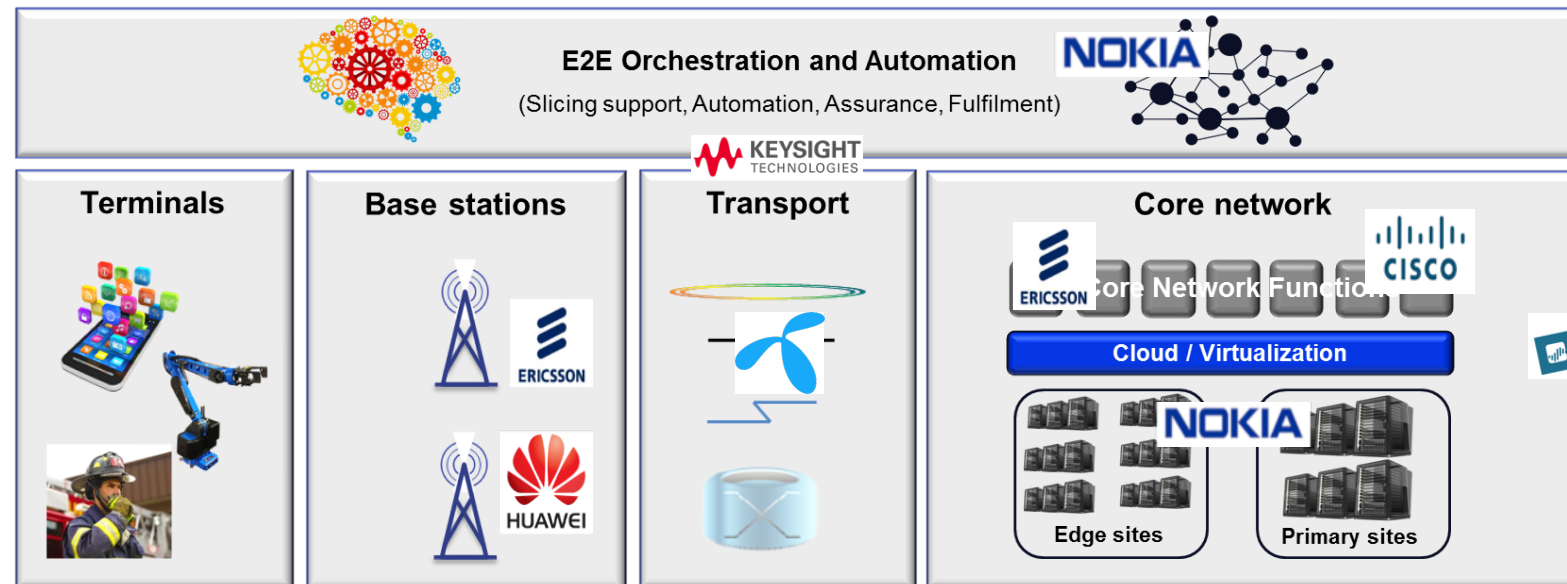 E2E Orchestration and Automation
NOKIA
(Slicing support, Automation, Assurance, Fulfilment)
KEYSIGHT
TECHNOLOGIES
Terminals
Base stations
Transport
Core network
ERICSSON
CISCO
Core Network Function
Cloud / Virtualization
ERICSSON
NOKIA
HUAWEI
Edge sites
Primary sites